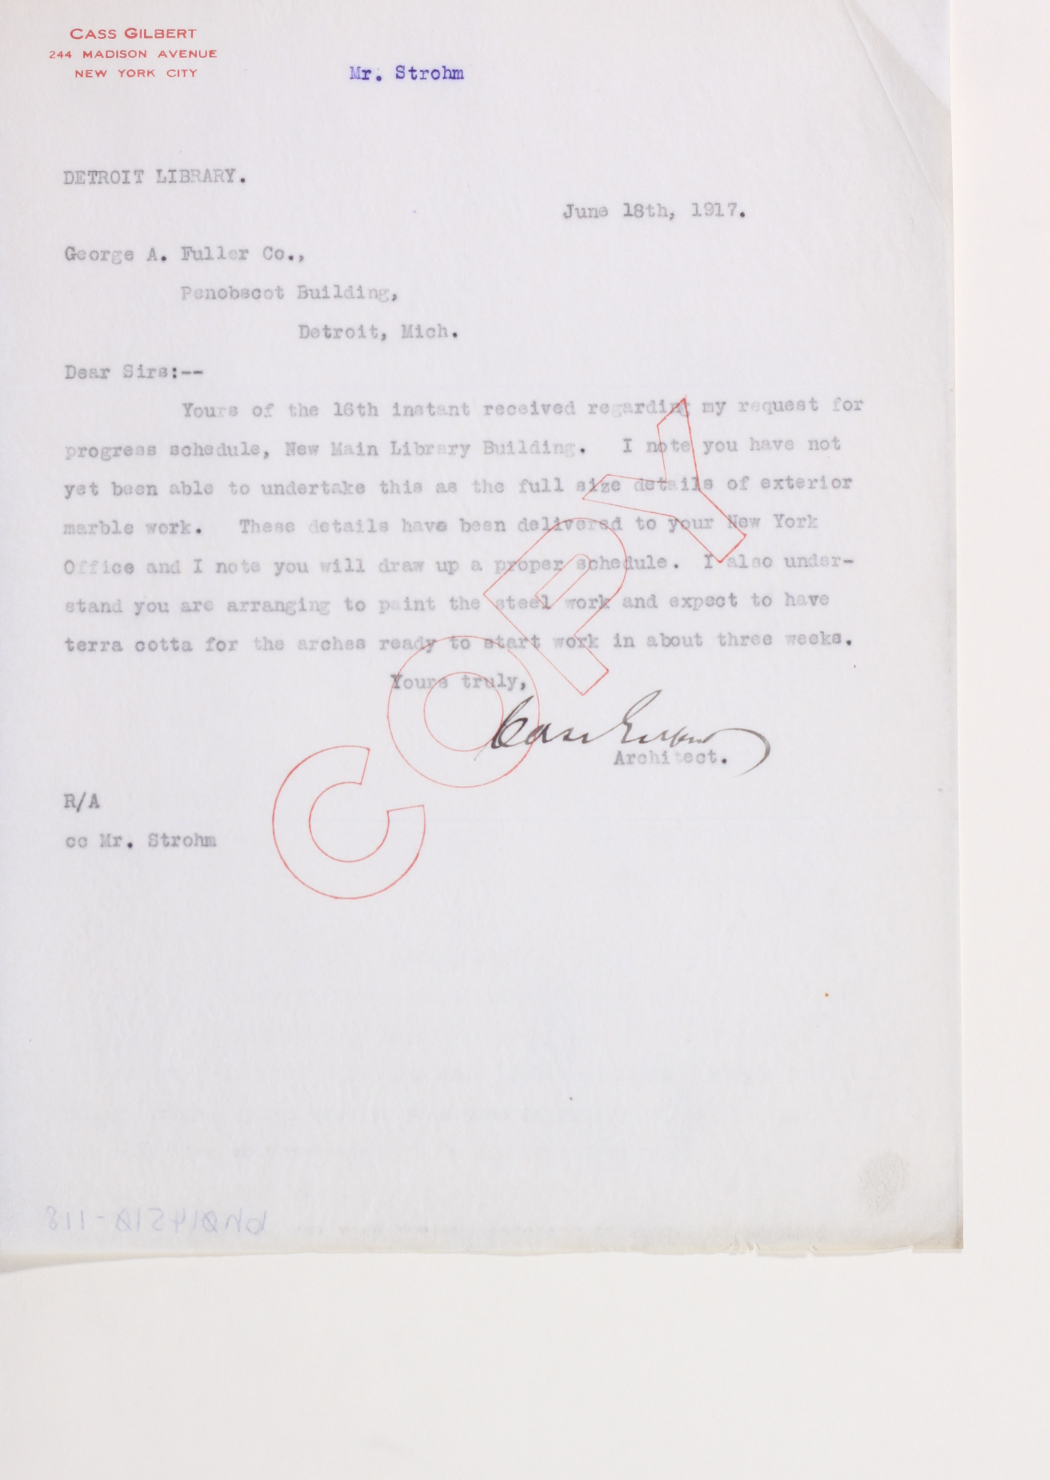 CASS GILBERT
244 MADISON AVENUE
NEW YORK CITY
Mr. Strohm
DETROIT LIBRARY.
June 18th, 1917.
George A. Fuller Co.,
Penobscot Building,
Detroit, Mich.
Dear Sirs:--
Yours of the 16th instant received regarding my request for
progress schedule, New Main Library Building. I note you have not
yet been able to undertake this as the full size details of exterior
marble work. These details have been delivered to your New York
Office and I note you will draw up a proper schedule. I also under-
stand you are arranging to paint the steel work and expect to have
terra cotta for the arches ready to start work in about three weeks.
Yours truly,
Cass Gilbert
Architect.
R/A
cc Mr. Strohm
COPY